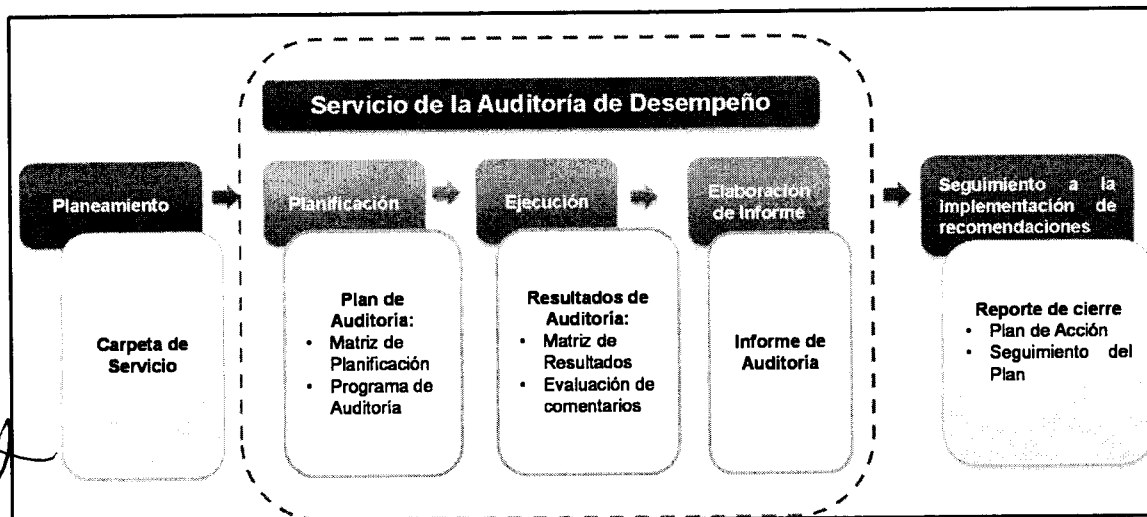 Servicio de la Auditoría de Desempeño
Planeamiento
Carpeta de
Servicio
Planificación
Plan de
Auditoría:
• Matriz de
Planificación
• Programa de
Auditoría
Ejecución
Resultados de
Auditoría:
• Matriz de
Resultados
• Evaluación de
comentarios
Elaboración
de Informe
Informe de
Auditoría
Seguimiento a la
implementación de
recomendaciones
Reporte de cierre
• Plan de Acción
• Seguimiento del
Plan